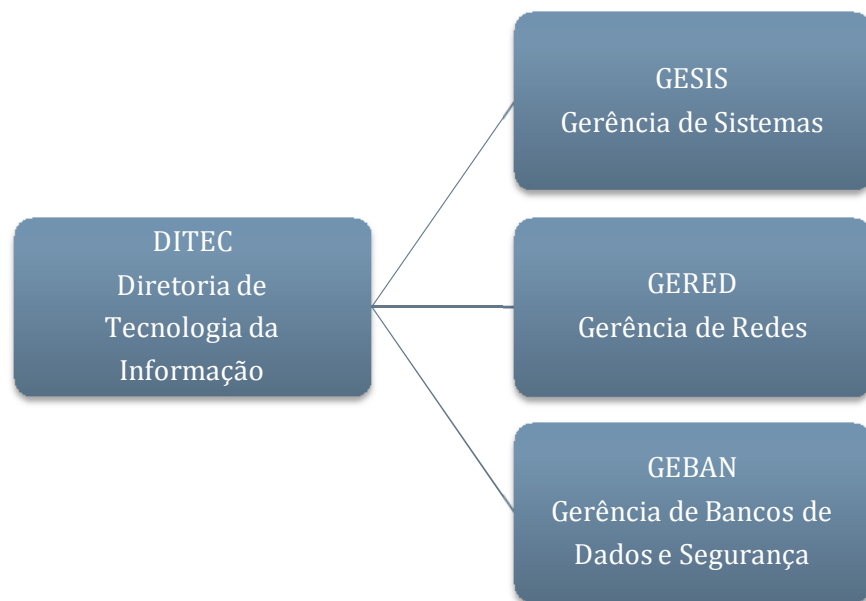 DITEC
Diretoria de
Tecnologia da
Informação
GESIS
Gerência de Sistemas
GERED
Gerência de Redes
GEBAN
Gerência de Bancos de
Dados e Segurança